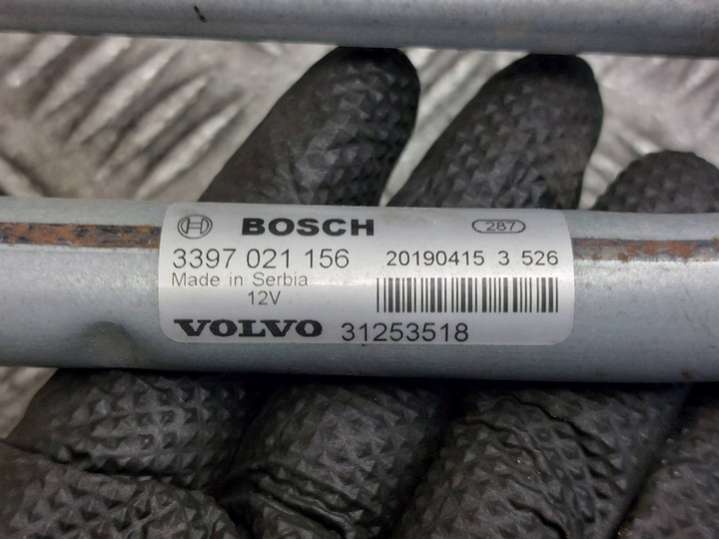 BOSCH 287
3397 021 156 20190415 3 526
Made in Serbia
12V
VOLVO 31253518